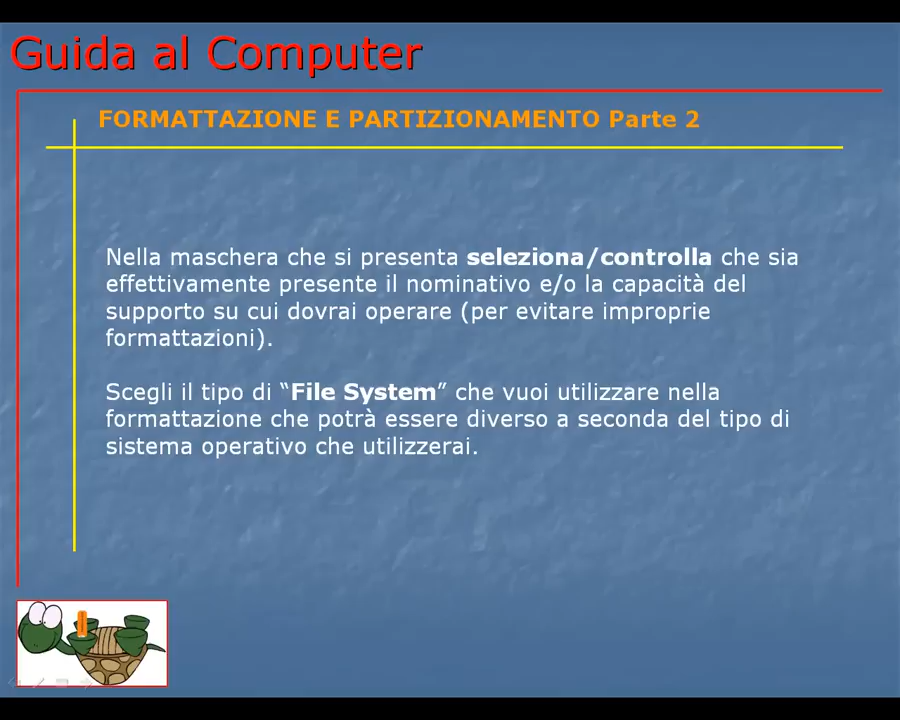 Guida al Computer
FORMATTAZIONE E PARTIZIONAMENTO Parte 2
Nella maschera che si presenta seleziona/controlla che sia
effettivamente presente il nominativo e/o la capacità del
supporto su cui dovrai operare (per evitare improprie
formattazioni).
Scegli il tipo di “File System” che vuoi utilizzare nella
formattazione che potrà essere diverso a seconda del tipo di
sistema operativo che utilizzerai.